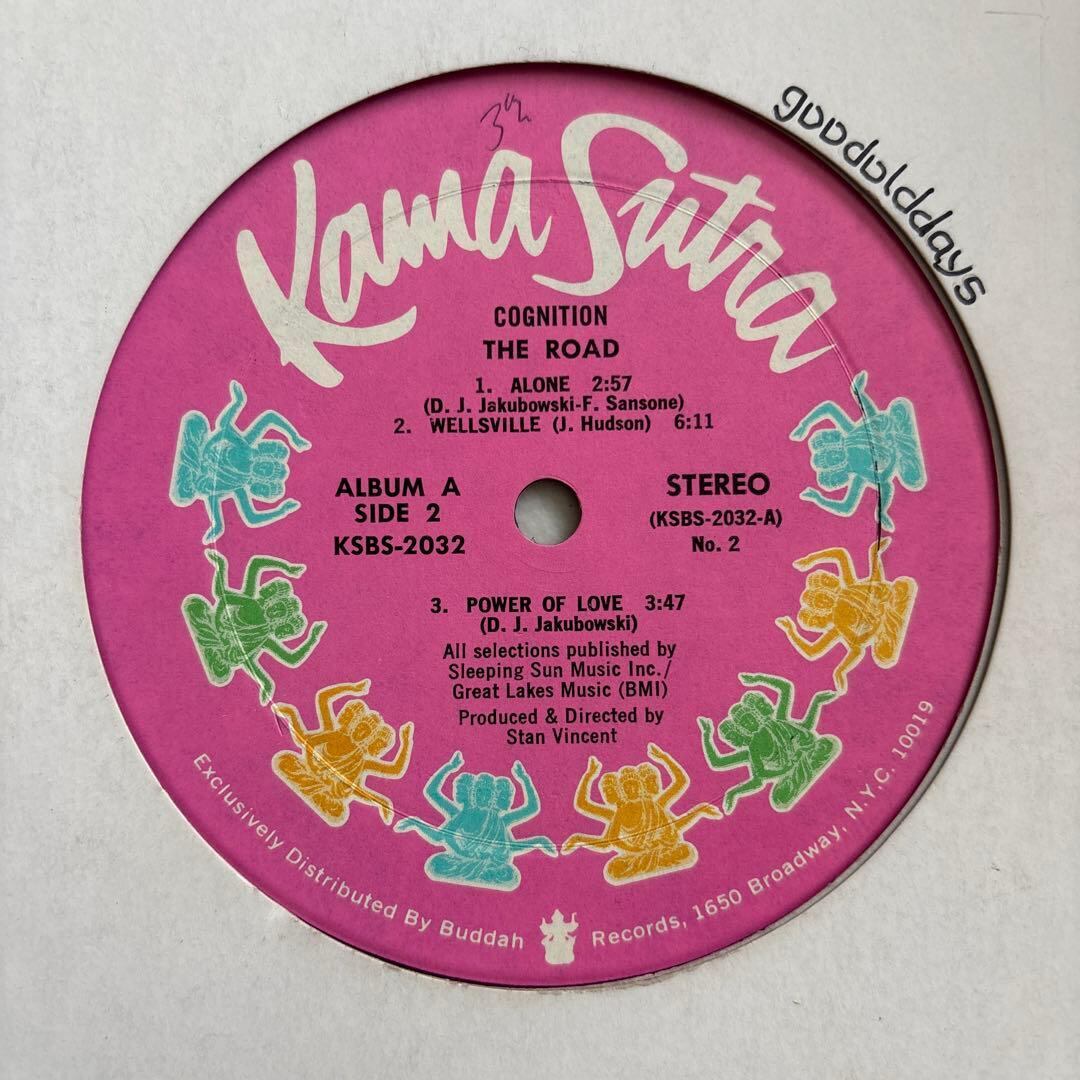 3
goodolddays
Kama Sutra
COGNITION
THE ROAD
1. ALONE 2:57
(D. J. Jakubowski-F. Sansone)
2. WELLSVILLE (J. Hudson) 6:11
ALBUM A
SIDE 2
KSBS-2032
STEREO
(KSBS-2032-A)
No. 2
3. POWER OF LOVE 3:47
(D. J. Jakubowski)
All selections published by
Sleeping Sun Music Inc./
Great Lakes Music (BMI)
Produced & Directed by
Stan Vincent
Exclusively Distributed By Buddah Records, 1650 Broadway, N.Y.C. 10019